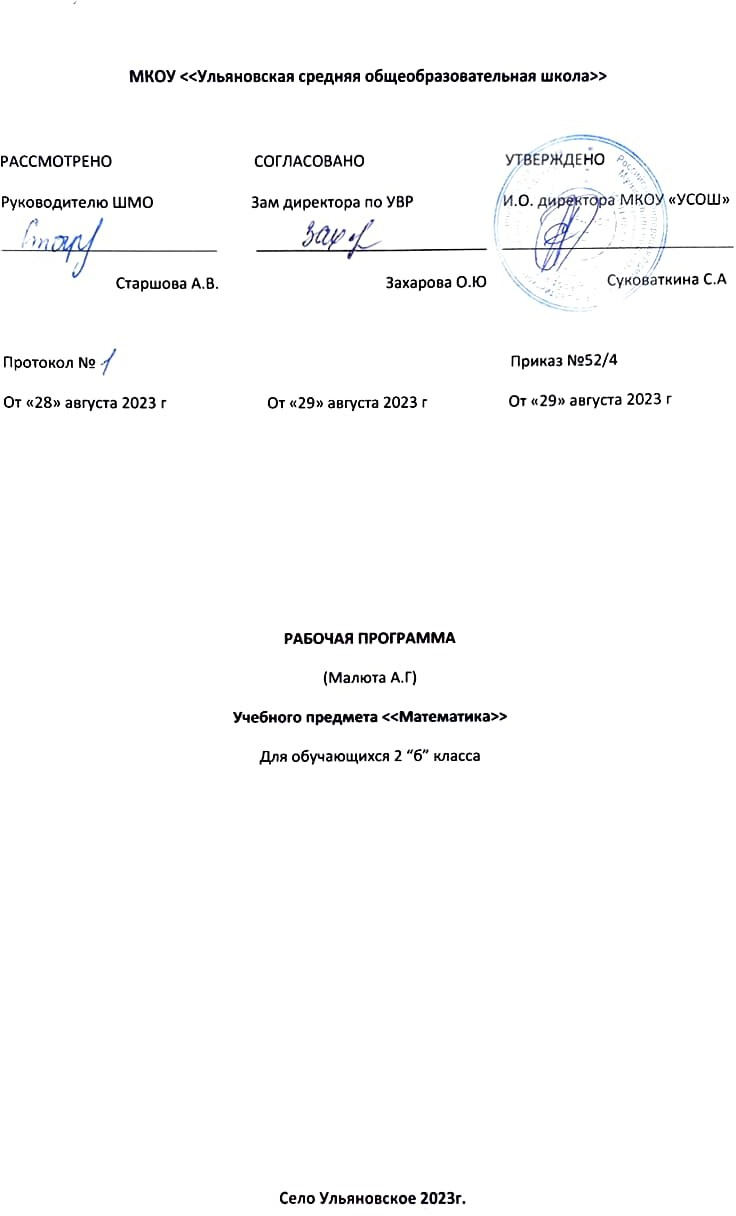 МКОУ <<Ульяновская средняя общеобразовательная школа>>
РАССМОТРЕНО СОГЛАСОВАНО УТВЕРЖДЕНО
Руководителю ШМО Зам директора по УВР И.О. директора МКОУ «УСОШ»
Старшова А.В. Захарова О.Ю Суковаткина С.А
Протокол № 1 Приказ №52/4
От «28» августа 2023 г От «29» августа 2023 г От «29» августа 2023 г
РАБОЧАЯ ПРОГРАММА
(Малюта А.Г)
Учебного предмета <<Математика>>
Для обучающихся 2 “б” класса
Село Ульяновское 2023г.